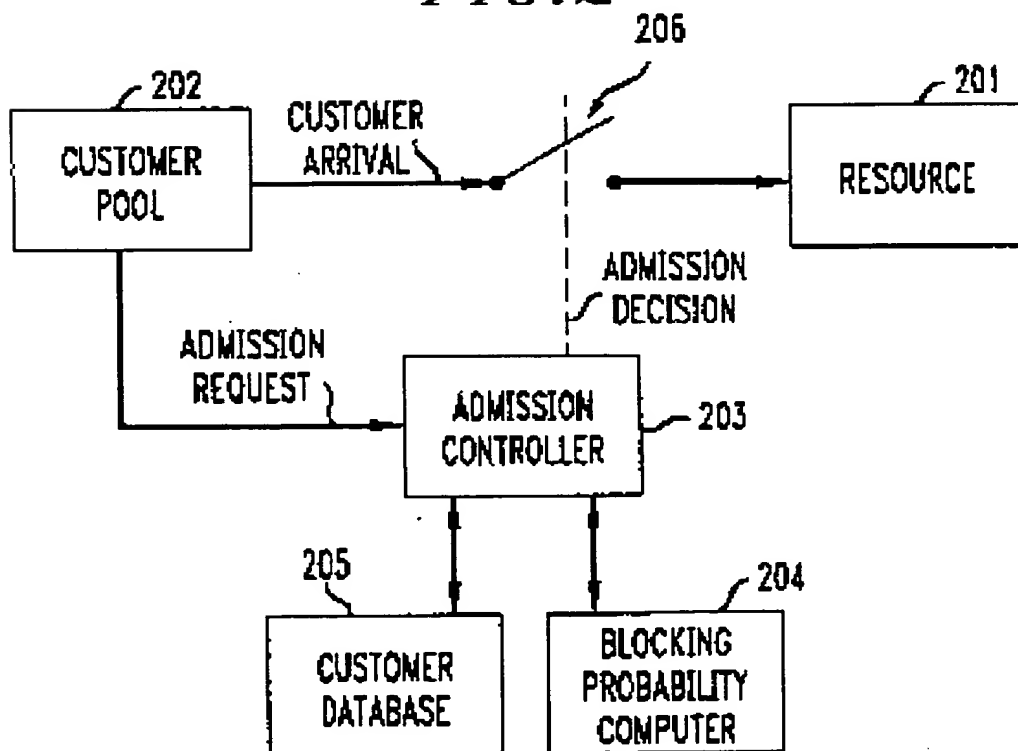 206
202
201
CUSTOMER
ARRIVAL
CUSTOMER
POOL
RESOURCE
ADMISSION
DECISION
ADMISSION
REQUEST
ADMISSION
CONTROLLER
203
205
204
CUSTOMER
DATABASE
BLOCKING
PROBABILITY
COMPUTER